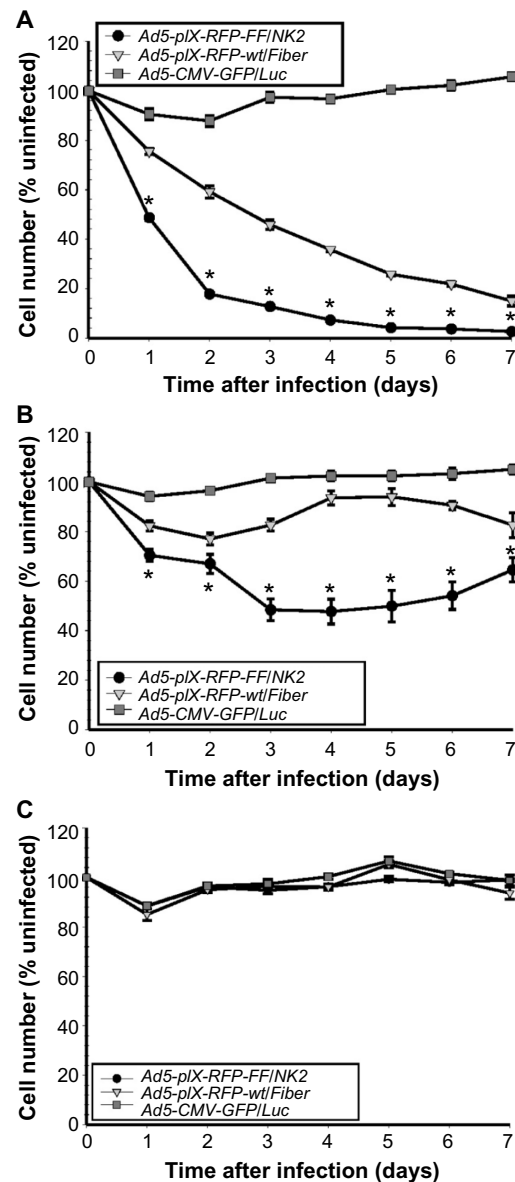 A
Ad5-pIX-RFP-FF/NK2
Ad5-pIX-RFP-wt/Fiber
Ad5-CMV-GFP/Luc
Cell number (% uninfected)
120
100
80
60
40
20
0
* * * * * * *
0 1 2 3 4 5 6 7
Time after infection (days)
B
Cell number (% uninfected)
120
100
80
60
40
20
0
* * * * * * *
Ad5-pIX-RFP-FF/NK2
Ad5-pIX-RFP-wt/Fiber
Ad5-CMV-GFP/Luc
0 1 2 3 4 5 6 7
Time after infection (days)
C
Cell number (% uninfected)
120
100
80
60
40
20
0
Ad5-pIX-RFP-FF/NK2
Ad5-pIX-RFP-wt/Fiber
Ad5-CMV-GFP/Luc
0 1 2 3 4 5 6 7
Time after infection (days)